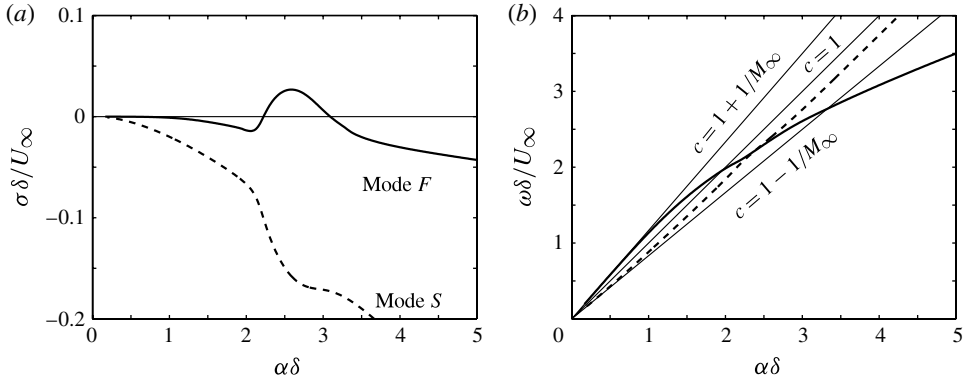 (a)
0.1
0
−0.1
−0.2
σδ/U∞
Mode F
Mode S
0 1 2 3 4 5
αδ
(b)
4
3
2
1
ωδ/U∞
c = 1 + 1/M∞
c = 1
c = 1 − 1/M∞
0 1 2 3 4 5
αδ